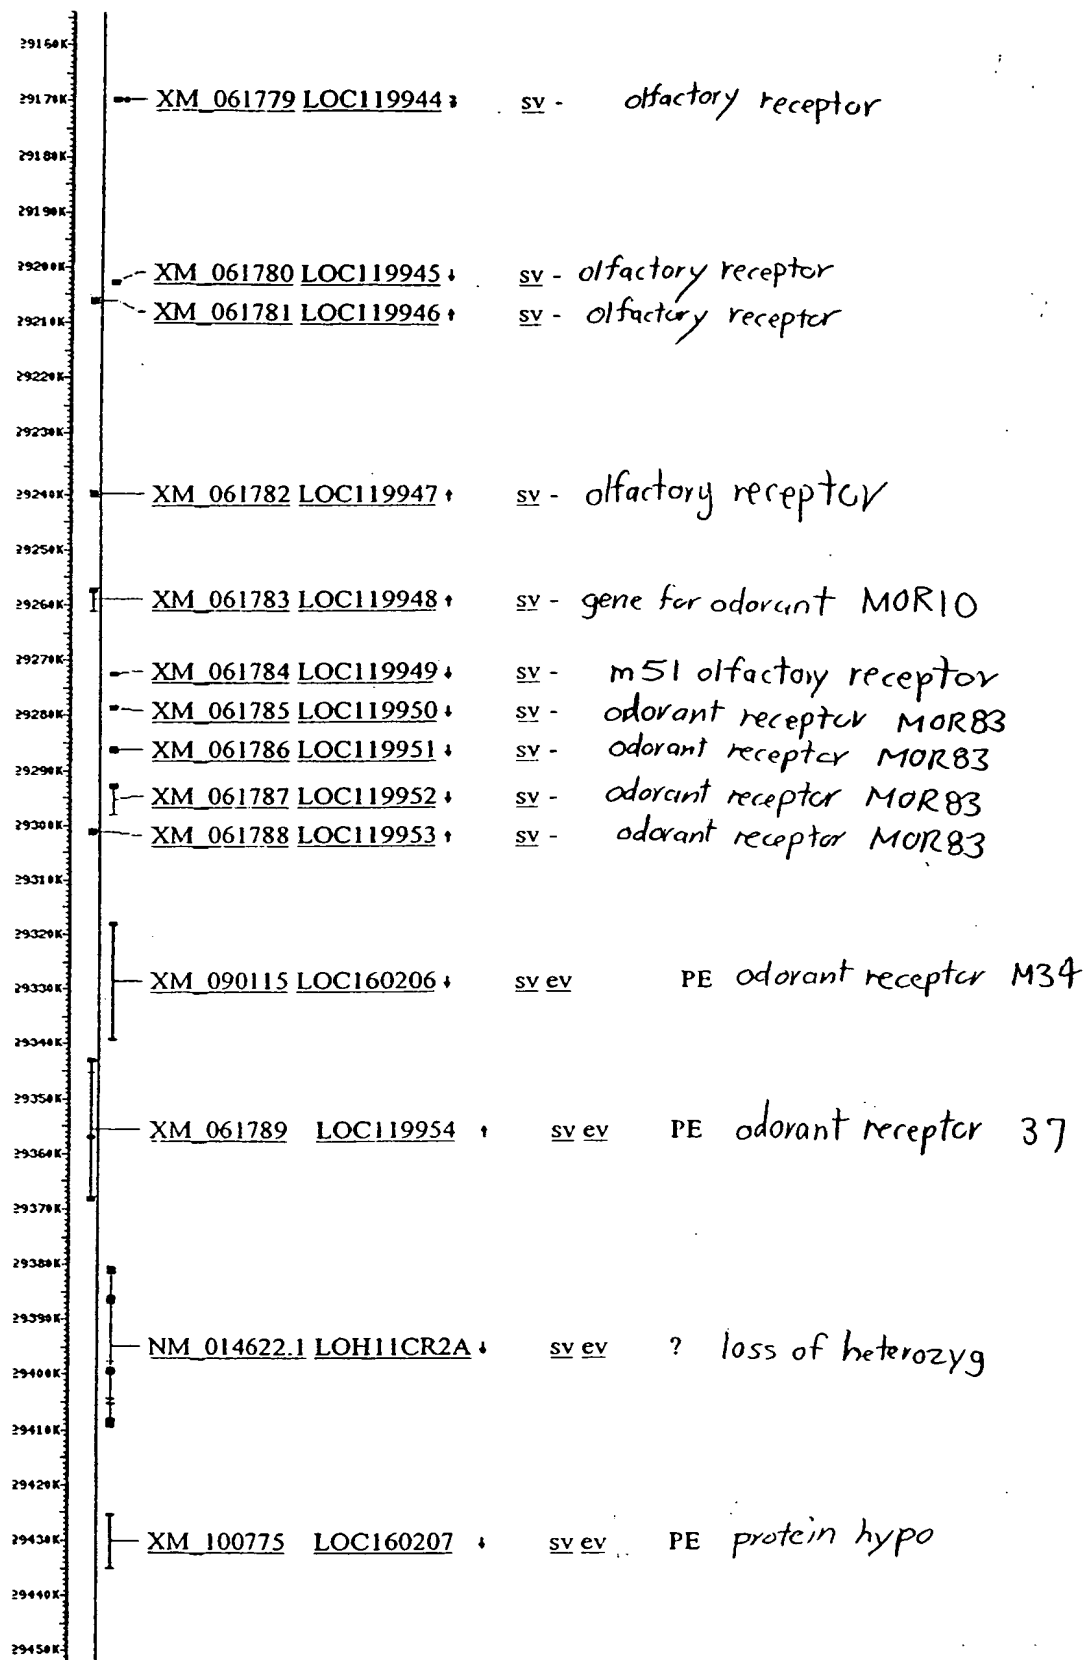 29160K
29170K XM_061779 LOC119944 sv - olfactory receptor
29180K
29190K
29200K XM_061780 LOC119945 ↓ sv - olfactory receptor
29210K XM_061781 LOC119946 ↑ sv - olfactory receptor
29220K
29230K
29240K XM_061782 LOC119947 ↑ sv - olfactory receptor
29250K
29260K XM_061783 LOC119948 ↑ sv - gene for odorant MOR10
29270K XM_061784 LOC119949 ↓ sv - m51 olfactory receptor
29280K XM_061785 LOC119950 ↓ sv - odorant receptor MOR83
XM_061786 LOC119951 ↓ sv - odorant receptor MOR83
29290K XM_061787 LOC119952 ↓ sv - odorant receptor MOR83
29300K XM_061788 LOC119953 ↑ sv - odorant receptor MOR83
29310K
29320K
29330K XM_090115 LOC160206 ↓ sv ev PE odorant receptor M34
29340K
29350K XM_061789 LOC119954 ↑ sv ev PE odorant receptor 37
29360K
29370K
29380K
29390K NM_014622.1 LOH11CR2A ↓ sv ev ? loss of heterozyg
29400K
29410K
29420K
29430K XM_100775 LOC160207 ↓ sv ev PE protein hypo
29440K
29450K